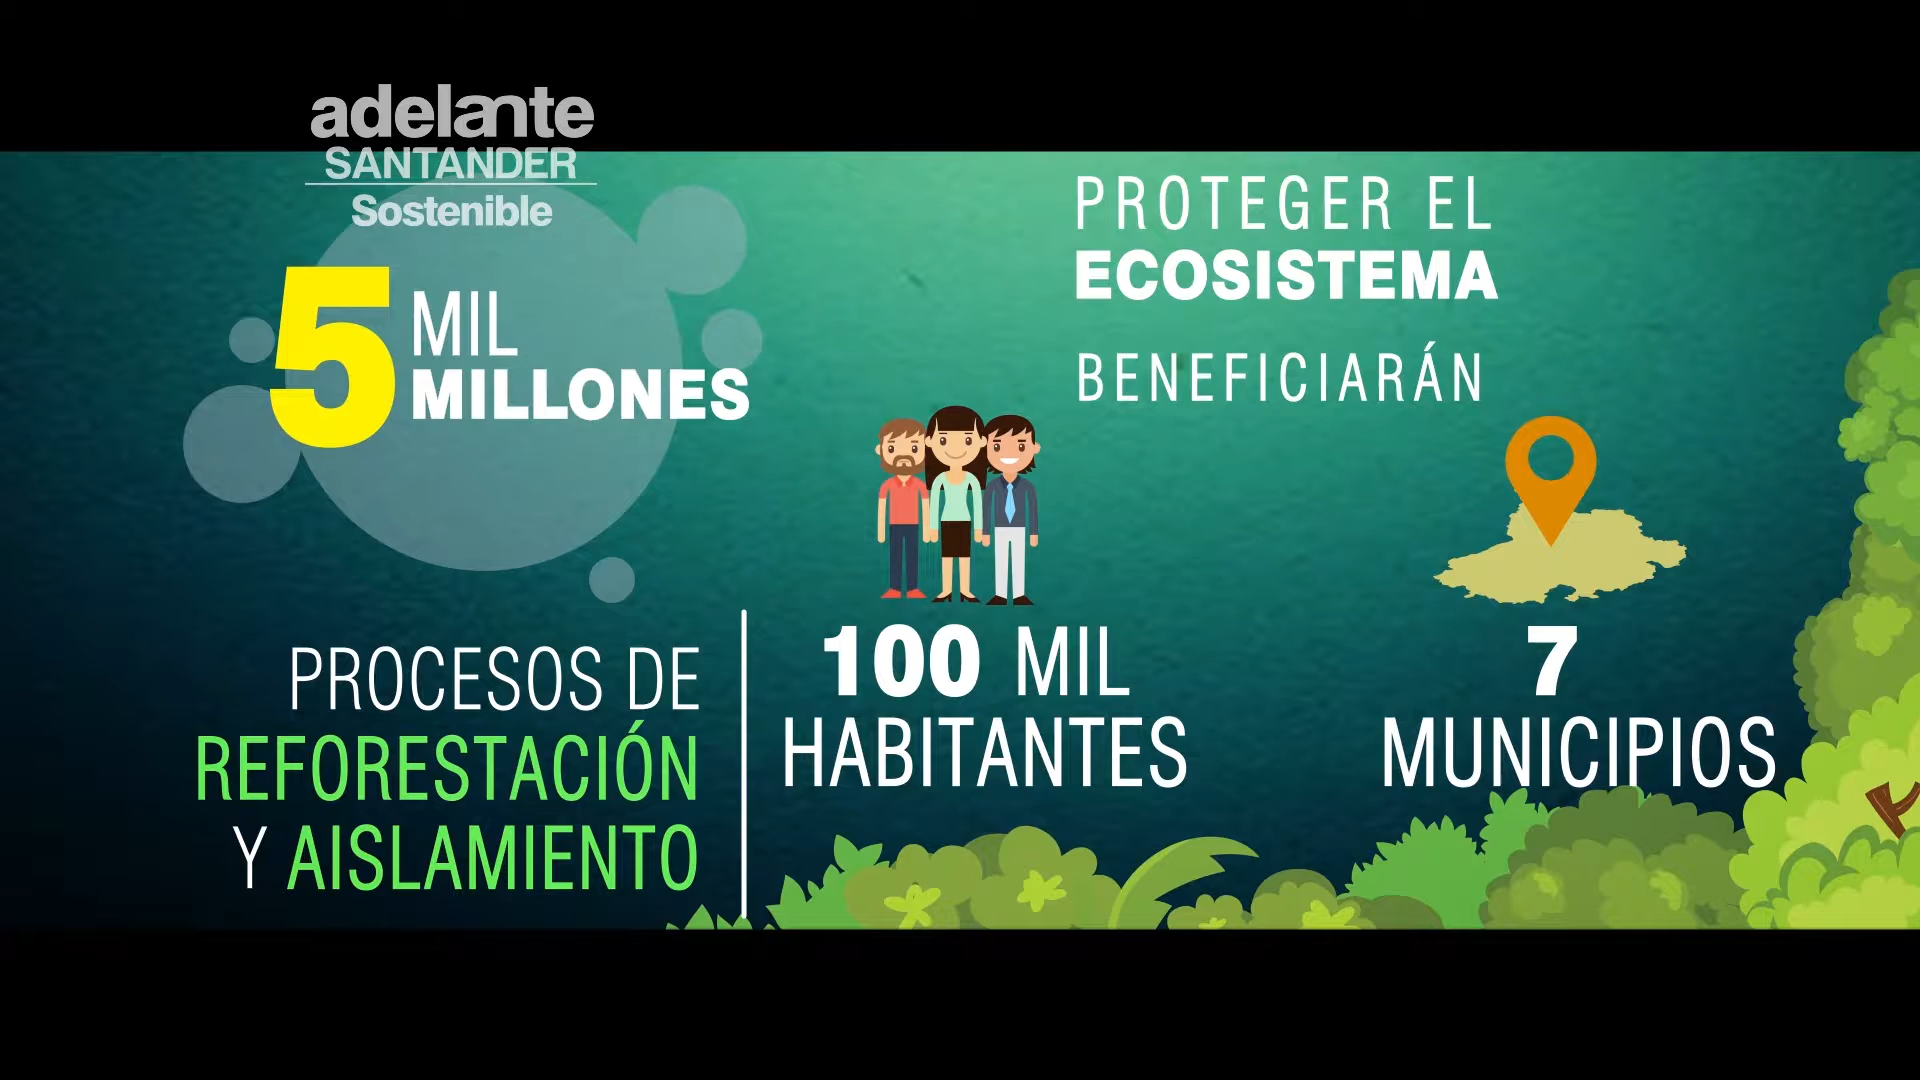 adelante
SANTANDER
Sostenible
5 MIL
MILLONES
PROCESOS DE
REFORESTACIÓN
Y AISLAMIENTO
PROTEGER EL
ECOSISTEMA
BENEFICIARÁN
100 MIL
HABITANTES
7
MUNICIPIOS